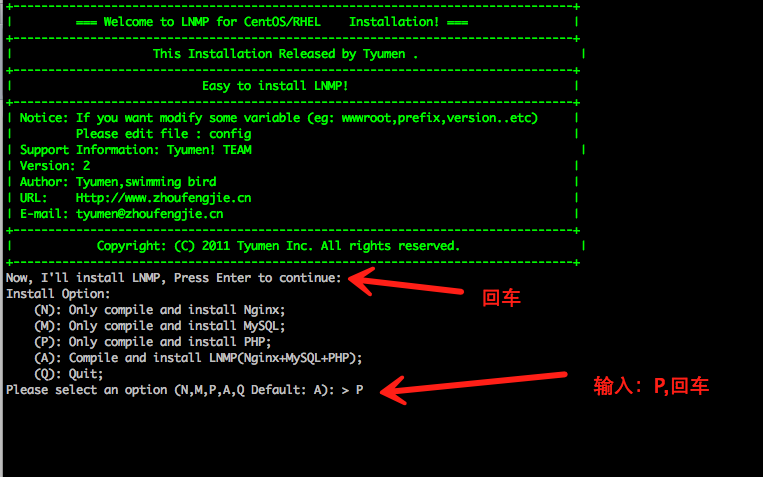 === Welcome to LNMP for CentOS/RHEL    Installation! ===
This Installation Released by Tyumen .
Easy to install LNMP!
Notice: If you want modify some variable (eg: wwwroot,prefix,version..etc)
Please edit file : config
Support Information: Tyumen! TEAM
Version: 2
Author: Tyumen,swimming bird
URL:    Http://www.zhoufengjie.cn
E-mail: tyumen@zhoufengjie.cn
Copyright: (C) 2011 Tyumen Inc. All rights reserved.
Now, I'll install LNMP, Press Enter to continue:
回车
Install Option:
(N): Only compile and install Nginx;
(M): Only compile and install MySQL;
(P): Only compile and install PHP;
(A): Compile and install LNMP(Nginx+MySQL+PHP);
(Q): Quit;
Please select an option (N,M,P,A,Q Default: A): > P
输入：P,回车